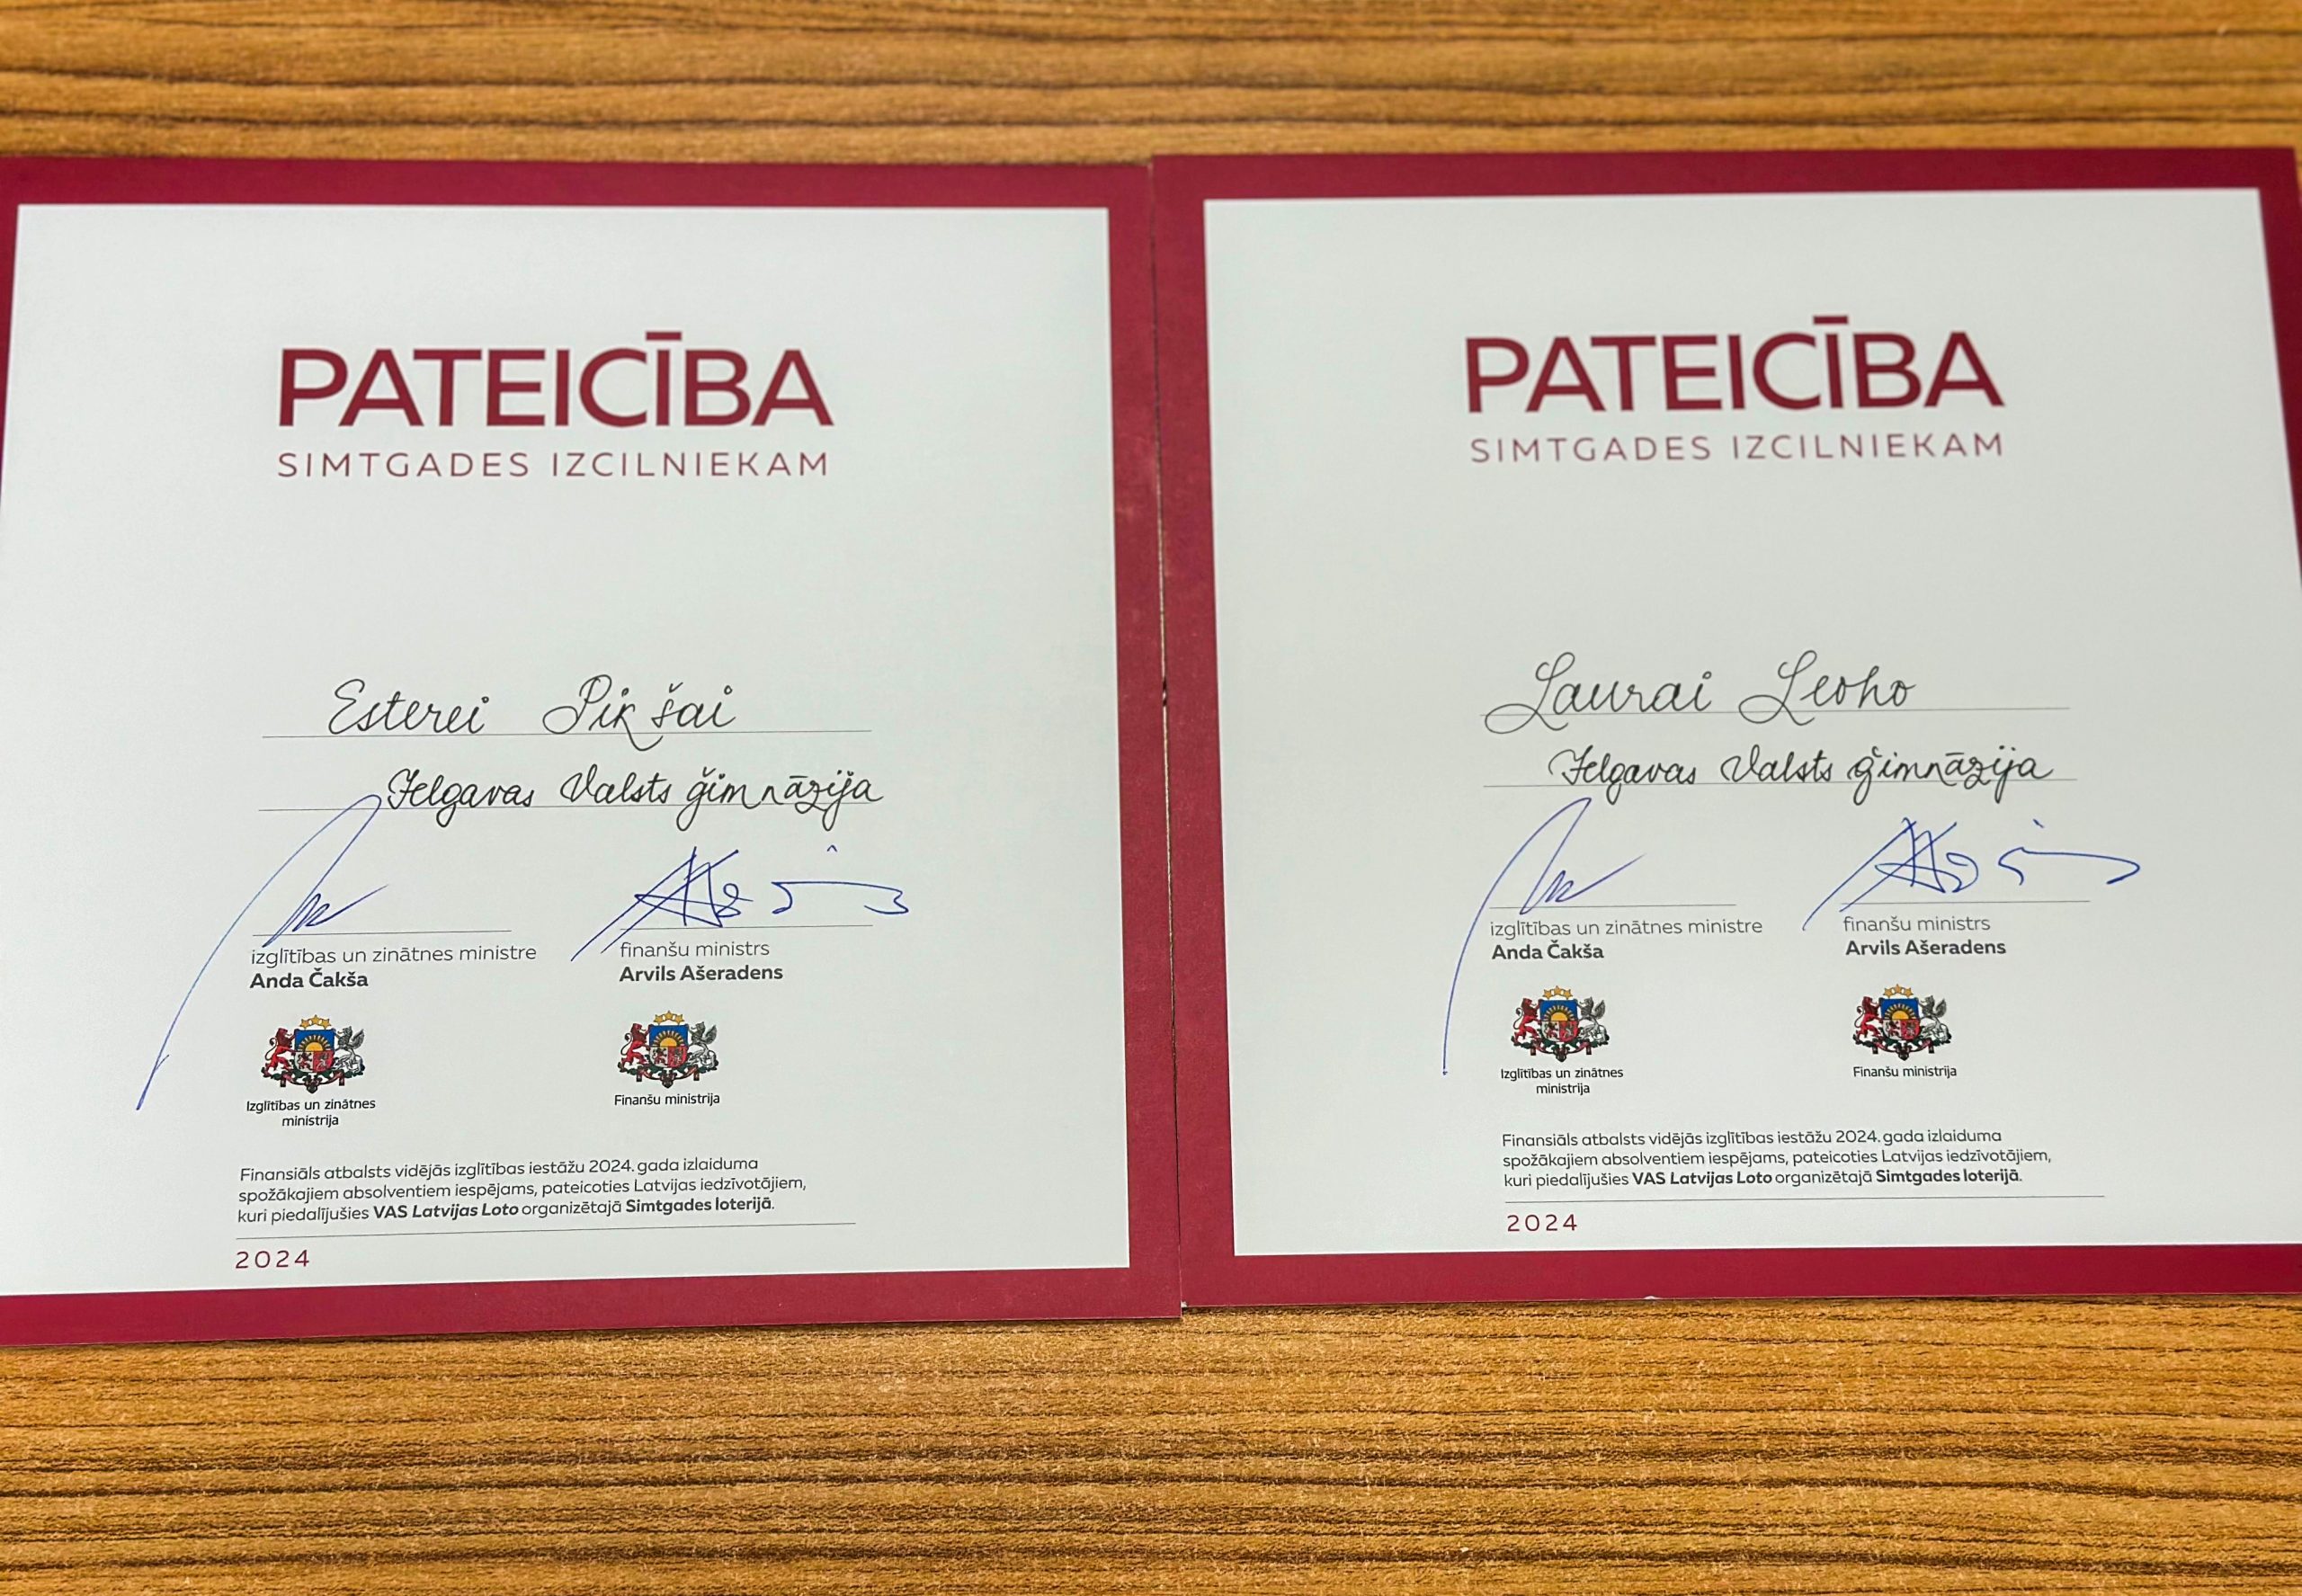 PATEICĪBA
SIMTGADES IZCILNIEKAM
Esterei Pikšai
Jelgavas Valsts ģimnāzija
izglītības un zinātnes ministre
Anda Čakša
finanšu ministrs
Arvils Ašeradens
Izglītības un zinātnes
ministrija
Finanšu ministrija
Finansiāls atbalsts vidējās izglītības iestāžu 2024. gada izlaiduma
spožākajiem absolventiem iespējams, pateicoties Latvijas iedzīvotājiem,
kuri piedalījušies VAS Latvijas Loto organizētajā Simtgades loterijā.
2024
PATEICĪBA
SIMTGADES IZCILNIEKAM
Laurai Leoho
Jelgavas Valsts ģimnāzija
izglītības un zinātnes ministre
Anda Čakša
finanšu ministrs
Arvils Ašeradens
Izglītības un zinātnes
ministrija
Finanšu ministrija
Finansiāls atbalsts vidējās izglītības iestāžu 2024. gada izlaiduma
spožākajiem absolventiem iespējams, pateicoties Latvijas iedzīvotājiem,
kuri piedalījušies VAS Latvijas Loto organizētajā Simtgades loterijā.
2024